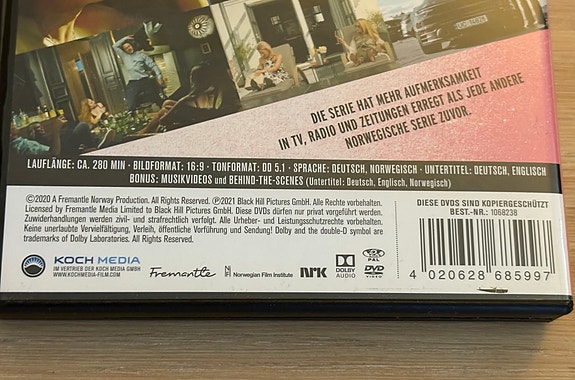 DIE SERIE HAT MEHR AUFMERKSAMKEIT
IN TV, RADIO UND ZEITUNGEN ERREGT ALS JEDE ANDERE
NORWEGISCHE SERIE ZUVOR.
LAUFLÄNGE: CA. 280 MIN · BILDFORMAT: 16:9 · TONFORMAT: DD 5.1 · SPRACHE: DEUTSCH, NORWEGISCH · UNTERTITEL: DEUTSCH, ENGLISCH
BONUS: MUSIKVIDEOS und BEHIND-THE-SCENES (Untertitel: Deutsch, Englisch, Norwegisch)
©2020 A Fremantle Norway Production. All Rights Reserved. ℗2021 Black Hill Pictures GmbH. Alle Rechte vorbehalten.
Licensed by Fremantle Media Limited to Black Hill Pictures GmbH. Diese DVDs dürfen nur privat vorgeführt werden.
Zuwiderhandlungen werden zivil- und strafrechtlich verfolgt. Alle Urheber- und Leistungsschutzrechte vorbehalten.
Keine unerlaubte Vervielfältigung, Verleih, öffentliche Vorführung und Sendung! Dolby and the double-D symbol are
trademarks of Dolby Laboratories. All Rights Reserved.
DIESE DVDS SIND KOPIERGESCHÜTZT
BEST.-NR.: 1068238
KOCH MEDIA
IM VERTRIEB DER KOCH MEDIA GMBH
WWW.KOCHMEDIA-FILM.COM
Fremantle
NFI Norwegian Film Institute
NRK
DOLBY
AUDIO
PAL
DVD
VIDEO
4 020628 685997